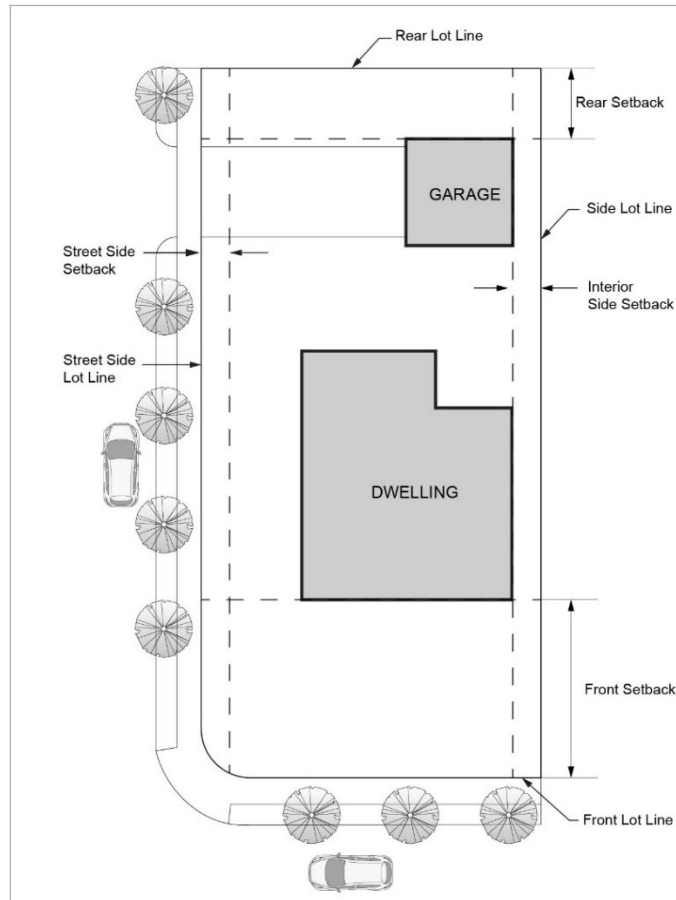 Rear Lot Line
Rear Setback
GARAGE
Side Lot Line
Street Side
Setback
Interior
Side Setback
Street Side
Lot Line
DWELLING
Front Setback
Front Lot Line